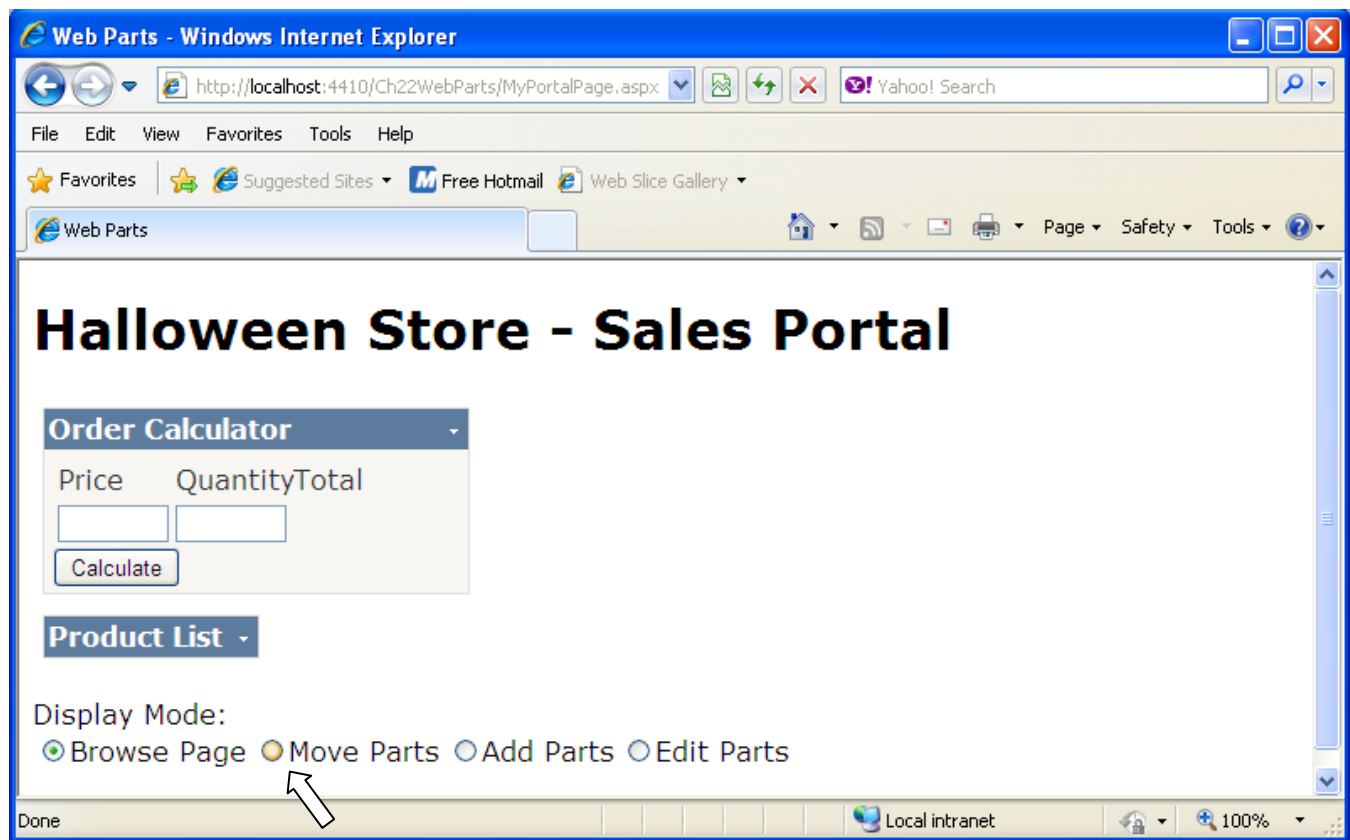 Web Parts - Windows Internet Explorer
http://localhost:4410/Ch22WebParts/MyPortalPage.aspx Yahoo! Search
File Edit View Favorites Tools Help
Favorites Suggested Sites Free Hotmail Web Slice Gallery
Web Parts Page Safety Tools
Halloween Store - Sales Portal
Order Calculator
Price QuantityTotal
Calculate
Product List
Display Mode:
Browse Page Move Parts Add Parts Edit Parts
Done Local intranet 100%